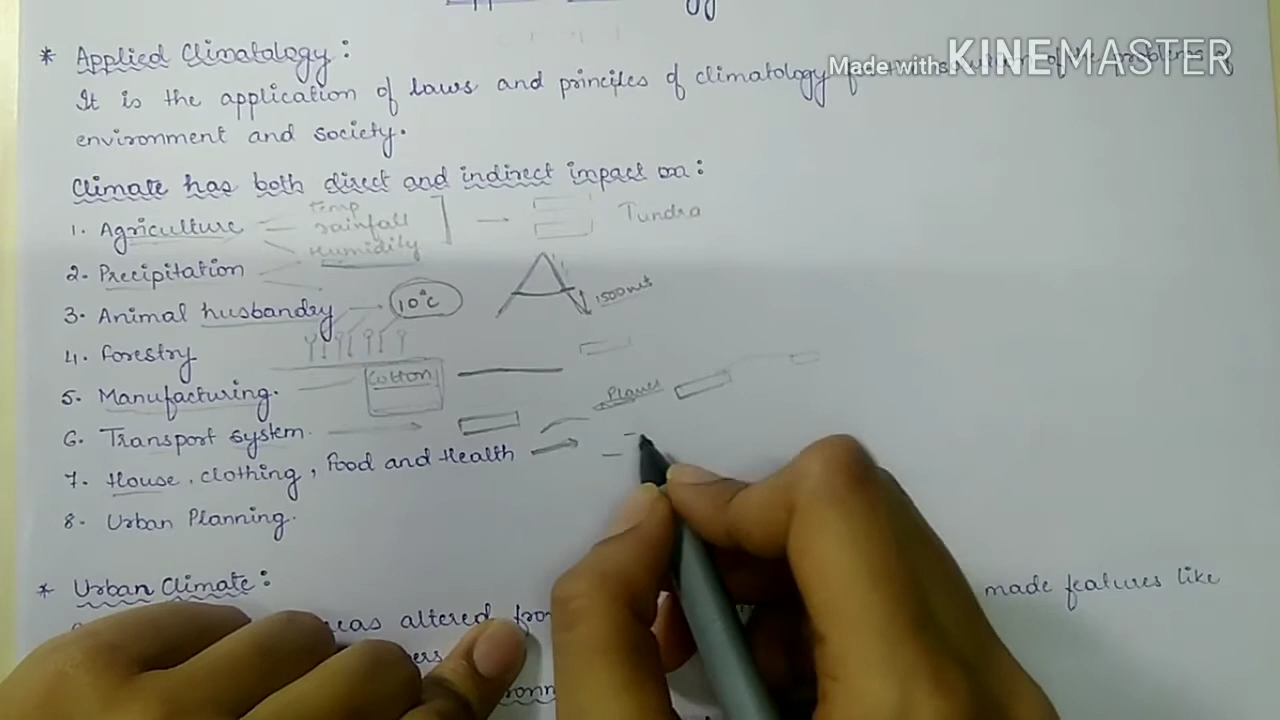 Made with KINEMASTER
* Applied Climatology:
It is the application of laws and principles of climatology
environment and society.
Climate has both direct and indirect impact on:
1. Agriculture temp rainfall Humidity Tundra
2. Precipitation
3. Animal husbandry 10°C 1500mts
4. Forestry
5. Manufacturing. Cotton
6. Transport system. Planes
7. House, clothing, Food and Health
8. Urban Planning.
* Urban Climate:
altered made features like